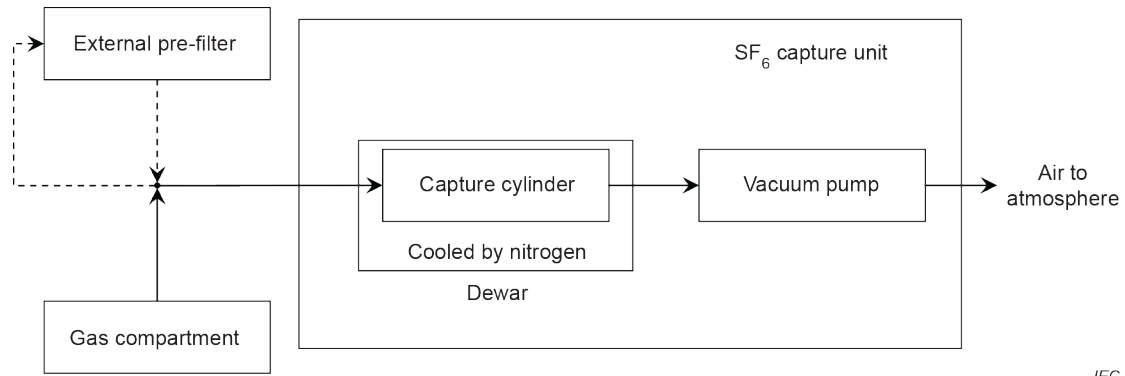 External pre-filter
SF6 capture unit
Capture cylinder
Vacuum pump
Air to
atmosphere
Cooled by nitrogen
Dewar
Gas compartment
IEC